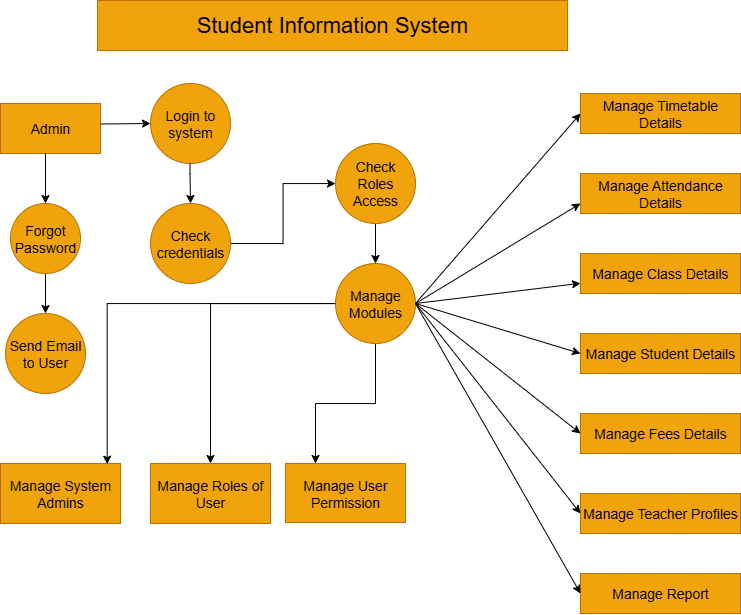 Student Information System
Admin
Login to
system
Forgot
Password
Check
credentials
Send Email
to User
Check
Roles
Access
Manage
Modules
Manage System
Admins
Manage Roles of
User
Manage User
Permission
Manage Timetable
Details
Manage Attendance
Details
Manage Class Details
Manage Student Details
Manage Fees Details
Manage Teacher Profiles
Manage Report